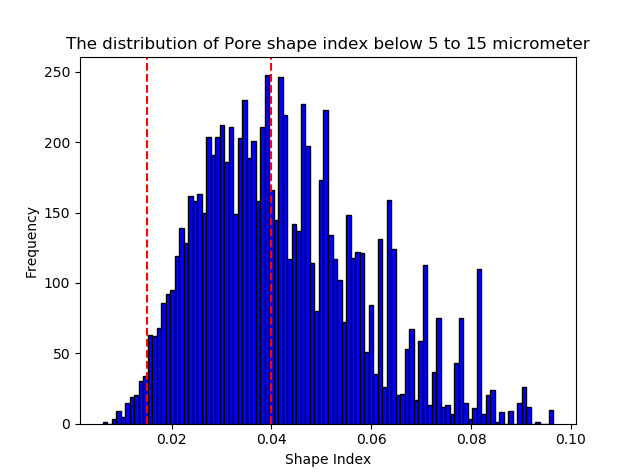 The distribution of Pore shape index below 5 to 15 micrometer
250
200
150
100
50
0
Frequency
0.02 0.04 0.06 0.08 0.10
Shape Index